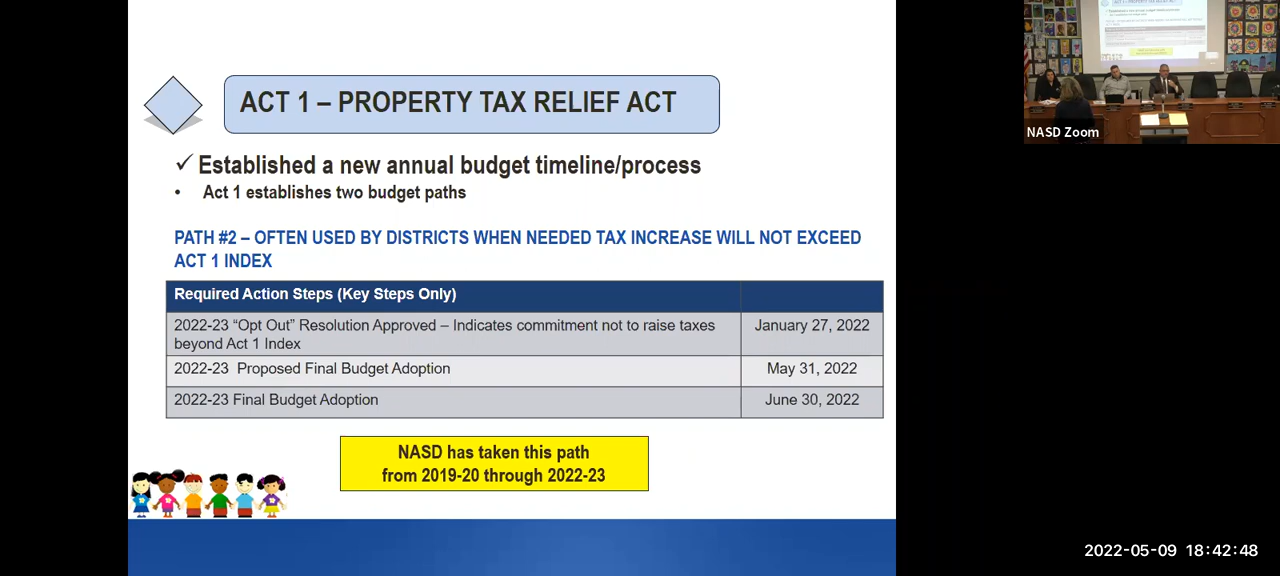 ACT 1 – PROPERTY TAX RELIEF ACT
✓ Established a new annual budget timeline/process
• Act 1 establishes two budget paths
PATH #2 – OFTEN USED BY DISTRICTS WHEN NEEDED TAX INCREASE WILL NOT EXCEED
ACT 1 INDEX
Required Action Steps (Key Steps Only)
2022-23 “Opt Out” Resolution Approved – Indicates commitment not to raise taxes
beyond Act 1 Index
January 27, 2022
2022-23 Proposed Final Budget Adoption
May 31, 2022
2022-23 Final Budget Adoption
June 30, 2022
NASD has taken this path
from 2019-20 through 2022-23
NASD Zoom
2022-05-09 18:42:48